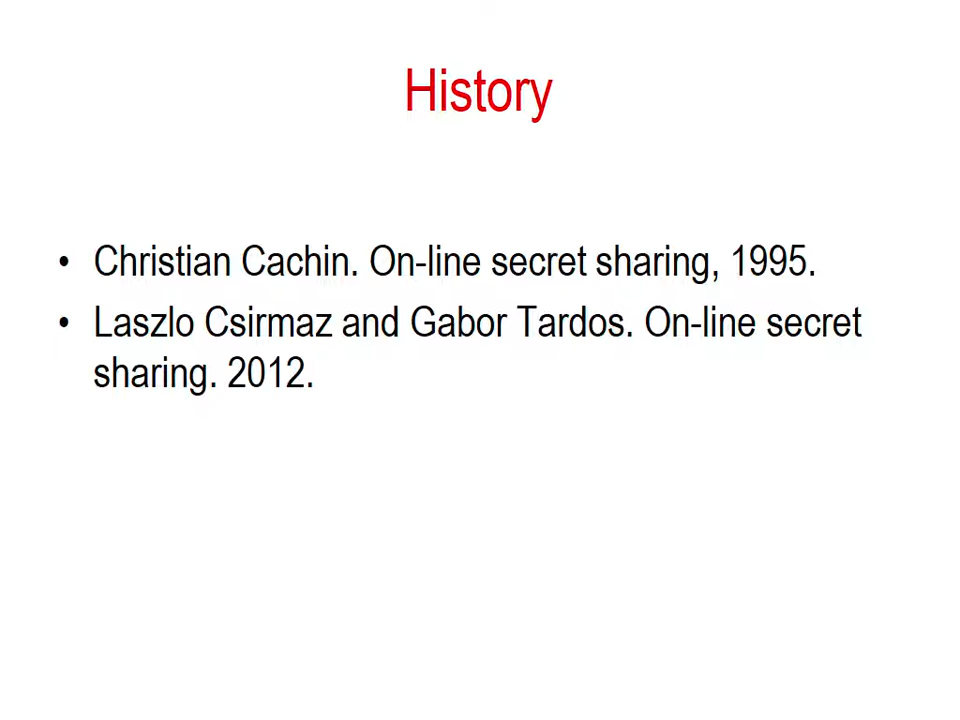 History
• Christian Cachin. On-line secret sharing, 1995.
• Laszlo Csirmaz and Gabor Tardos. On-line secret
sharing. 2012.